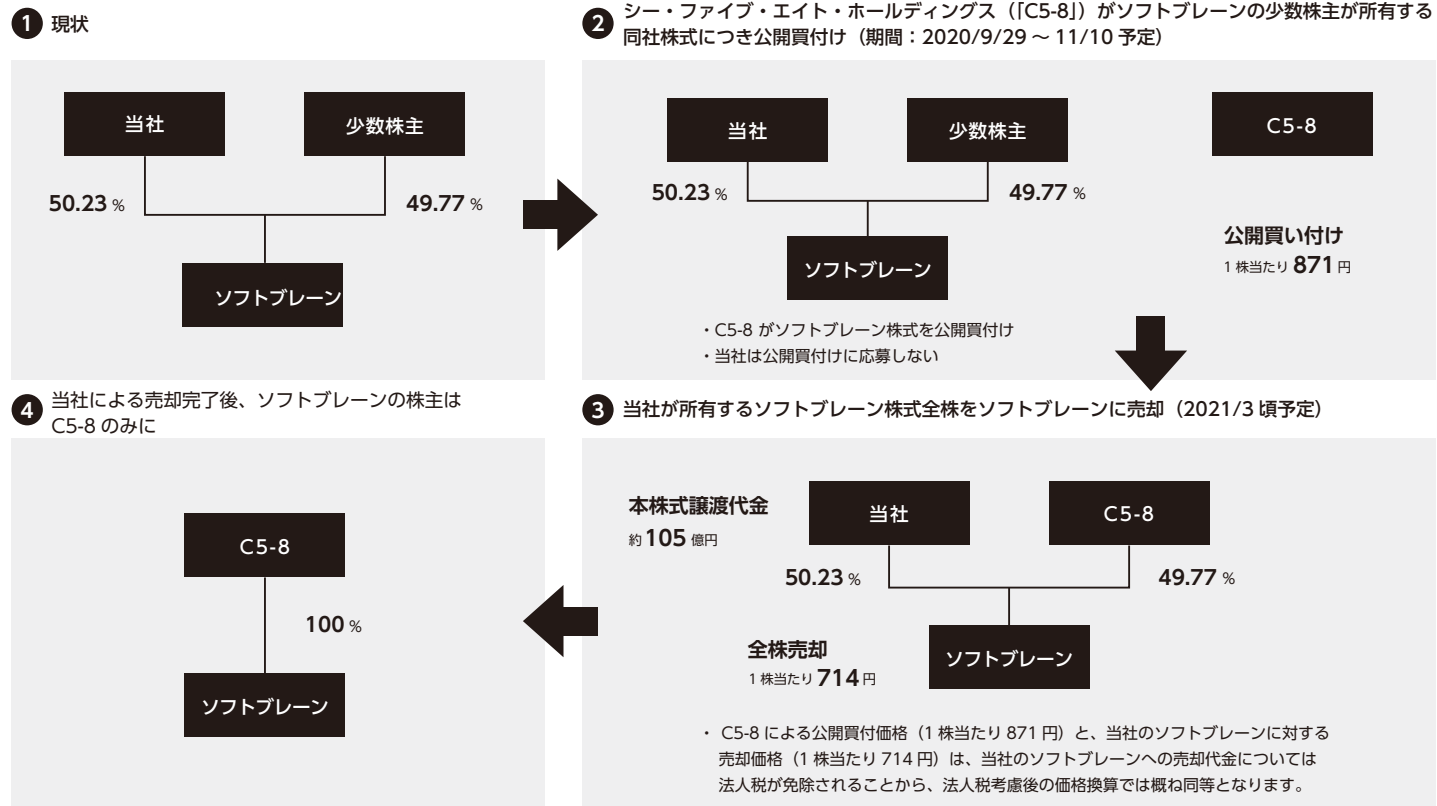 ❶ 現状
当社
少数株主
50.23 %
49.77 %
ソフトブレーン
❷ シー・ファイブ・エイト・ホールディングス（｢C5-8｣）がソフトブレーンの少数株主が所有する
同社株式につき公開買付け（期間：2020/9/29 ～ 11/10 予定）
当社
少数株主
C5-8
50.23 %
49.77 %
ソフトブレーン
公開買い付け
1 株当たり 871 円
・C5-8 がソフトブレーン株式を公開買付け
・当社は公開買付けに応募しない
❸ 当社が所有するソフトブレーン株式全株をソフトブレーンに売却（2021/3 頃予定）
本株式譲渡代金
約 105 億円
当社
C5-8
50.23 %
49.77 %
全株売却
1 株当たり 714 円
ソフトブレーン
・ C5-8 による公開買付価格（1 株当たり 871 円）と、当社のソフトブレーンに対する
売却価格（1 株当たり 714 円）は、当社のソフトブレーンへの売却代金については
法人税が免除されることから、法人税考慮後の価格換算では概ね同等となります。
❹ 当社による売却完了後、ソフトブレーンの株主は
C5-8 のみに
C5-8
100 %
ソフトブレーン